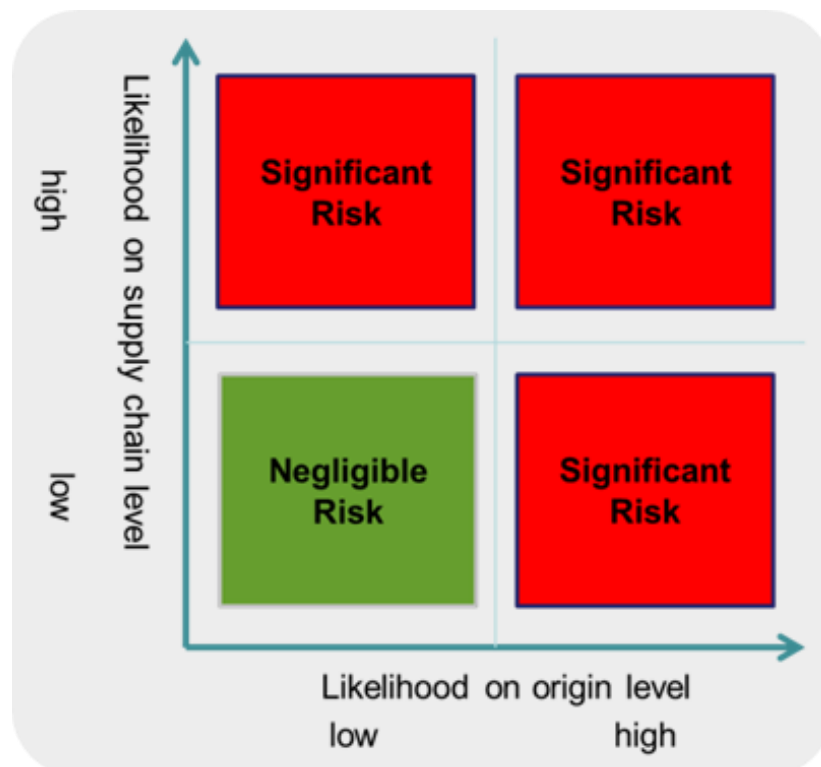 Likelihood on supply chain level
high
low
Significant
Risk
Significant
Risk
Negligible
Risk
Significant
Risk
Likelihood on origin level
low
high